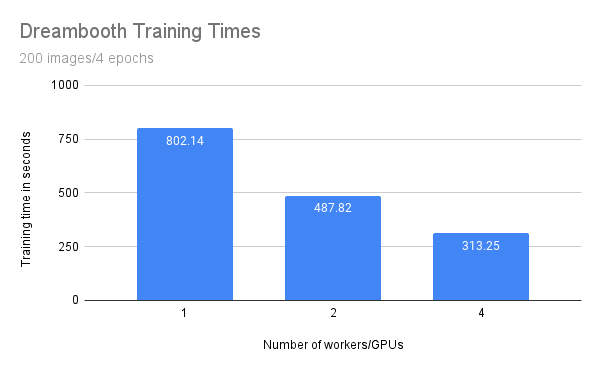 Dreambooth Training Times
200 images/4 epochs
Training time in seconds
1000
750
500
250
0
802.14
487.82
313.25
1
2
4
Number of workers/GPUs